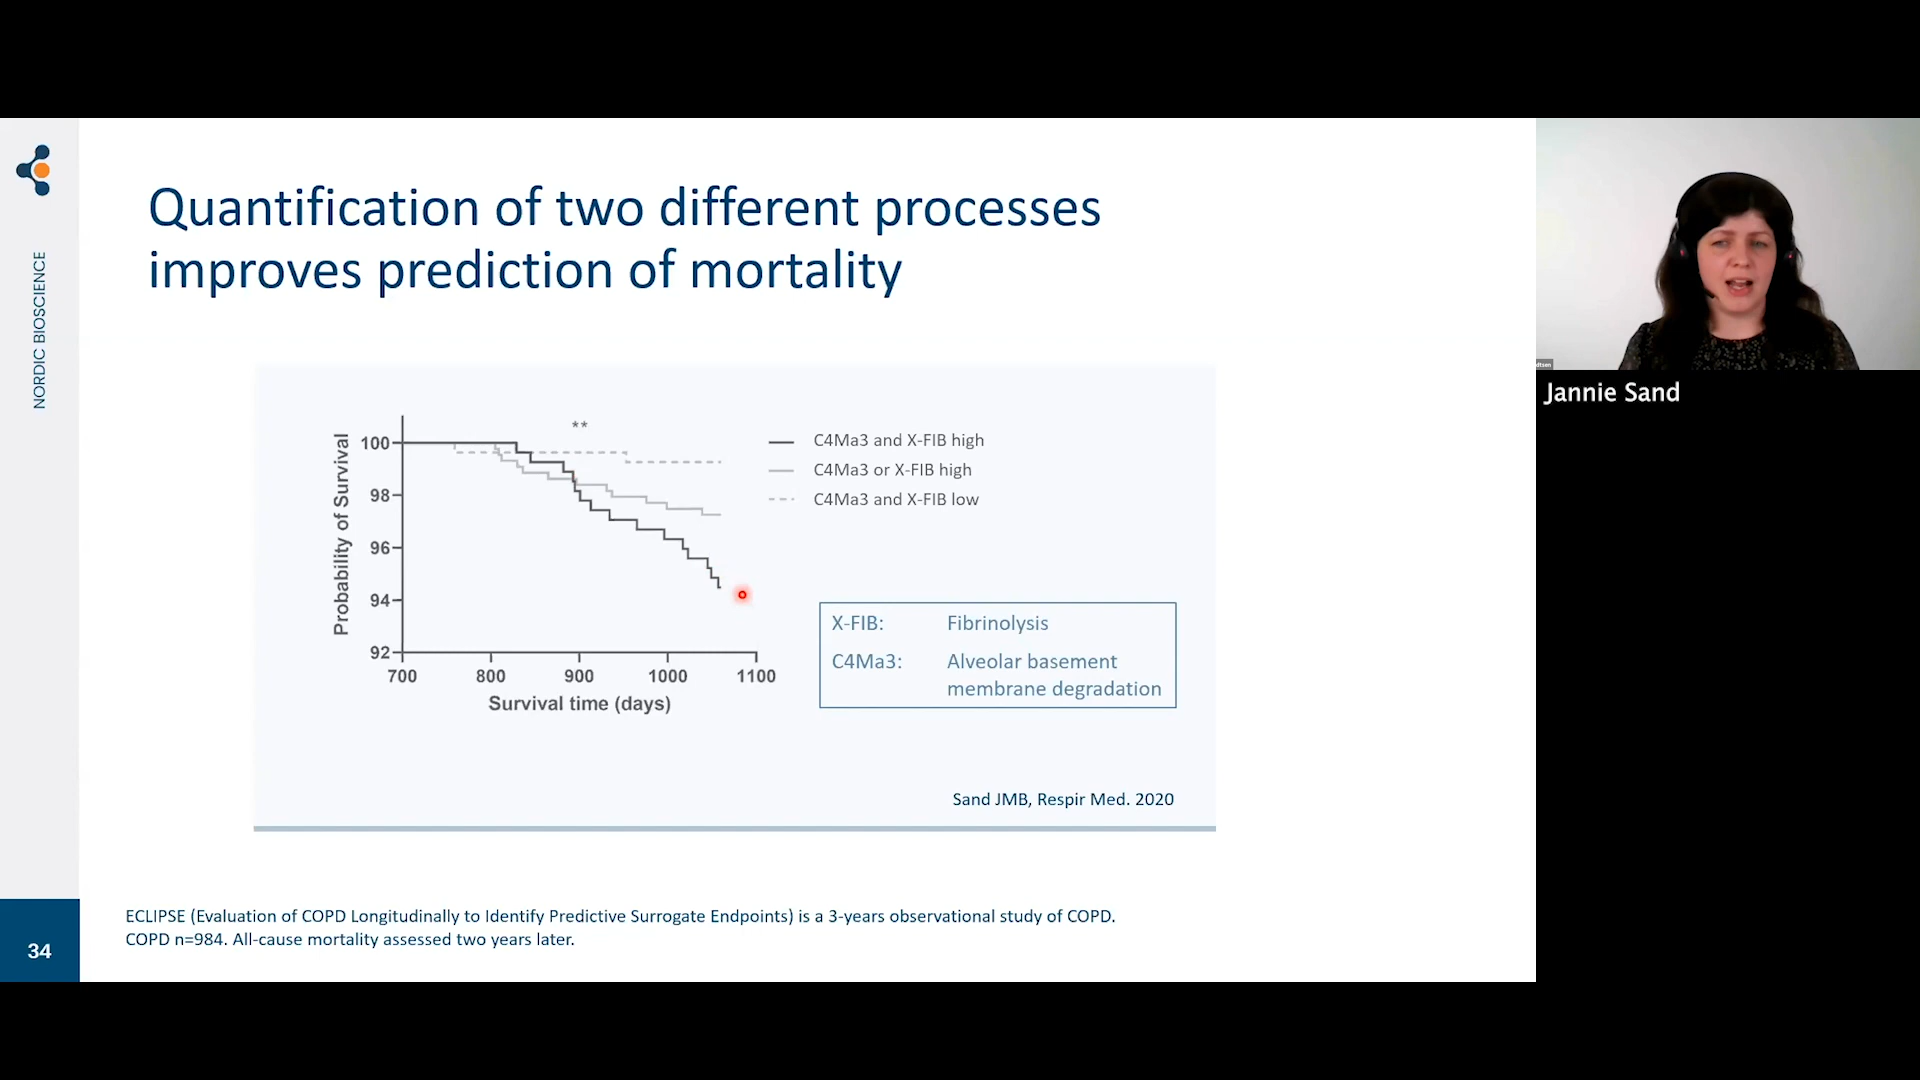 NORDIC BIOSCIENCE
Quantification of two different processes
improves prediction of mortality
**
Probability of Survival
100
98
96
94
92
700 800 900 1000 1100
Survival time (days)
C4Ma3 and X-FIB high
C4Ma3 or X-FIB high
C4Ma3 and X-FIB low
X-FIB: Fibrinolysis
C4Ma3: Alveolar basement
membrane degradation
Sand JMB, Respir Med. 2020
ECLIPSE (Evaluation of COPD Longitudinally to Identify Predictive Surrogate Endpoints) is a 3-years observational study of COPD.
COPD n=984. All-cause mortality assessed two years later.
34
Jannie Sand